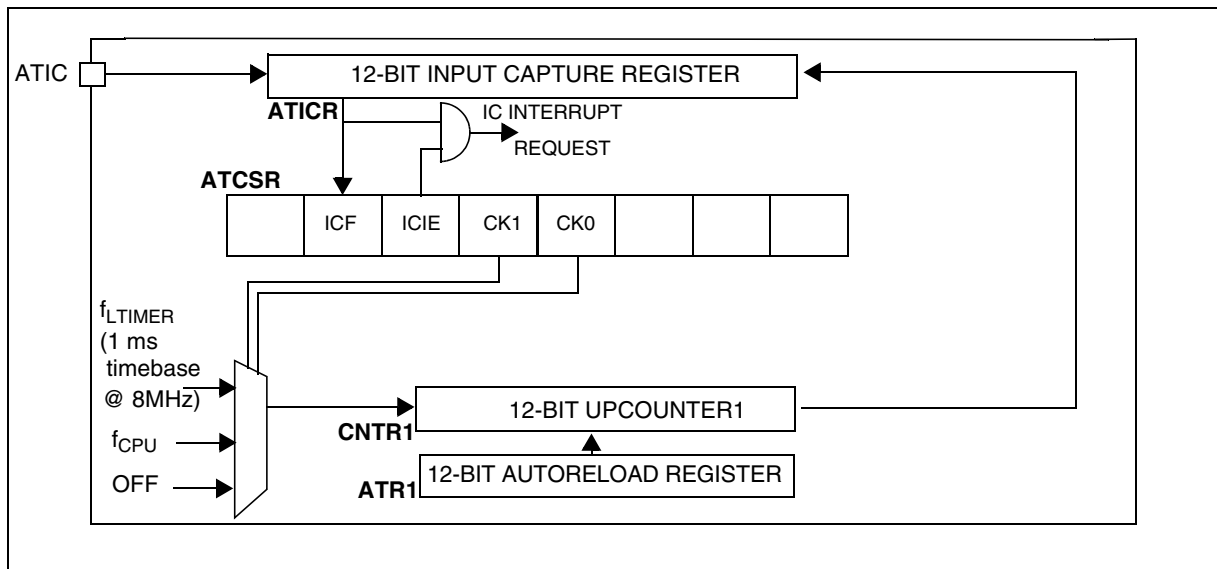 ATIC
12-BIT INPUT CAPTURE REGISTER
ATICR
IC INTERRUPT
REQUEST
ATCSR
ICF
ICIE
CK1
CK0
fLTIMER
(1 ms
timebase
@ 8MHz)
fCPU
OFF
12-BIT UPCOUNTER1
CNTR1
12-BIT AUTORELOAD REGISTER
ATR1